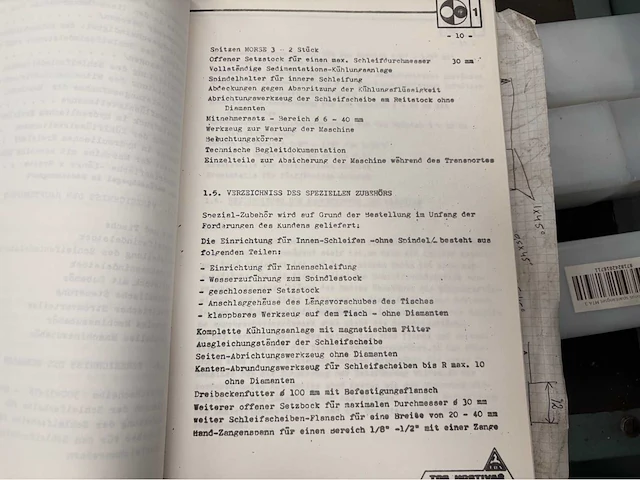 1
- 10 -
Spitzen MORSE 3 - 2 Stück
Offener Setzstock für einen max. Schleifdurchmesser 30 mm
Vollständige Sedimentations-Kühlungsanlage
Spindelhalter für innere Schleifung
Abdeckungen gegen Abspritzung der Kühlungsflüssigkeit
Abrichtungswerkzeug der Schleifscheibe am Reitstock ohne
Diamanten
Mitnehmersatz - Bereich ø 6 - 40 mm
Werkzeug zur Wartung der Maschine
Beleuchtungskörper
Technische Begleitdokumentation
Einzelteile zur Absicherung der Maschine während des Transportes
1.5. VERZEICHNISS DES SPEZIELLEN ZUBEHÖRS
Spezial-Zubehör wird auf Grund der Bestellung im Umfang der
Forderungen des Kundens geliefert:
Die Einrichtung für Innen-Schleifen -ohne Spindel- besteht aus
folgenden Teilen:
- Einrichtung für Innenschleifung
- Wasserzuführung zum Spindlestock
- geschlossener Setzstock
- Anschlaggehäuse des Längsvorschubes des Tisches
- klappbares Werkzeug auf dem Tisch - ohne Diamanten
Komplette Kühlungsanlage mit magnetischem Filter
Ausgleichungständer der Schleifscheibe
Seiten-Abrichtungswerkzeug ohne Diamanten
Kanten-Abrundungswerkzeug für Schleifscheiben bis R max. 10
ohne Diamanten
Dreibackenfutter ø 100 mm mit Befestigungsflansch
Weiterer offener Setzbock für maximalen Durchmesser ø 30 mm
weiter Schleifscheiben-Flansch für eine Breite von 20 - 40 mm
Hand-Zangenspann für einen Bereich 1/8" -1/2" mit einer Zange
TOS
TOS HOSTIVAŘ